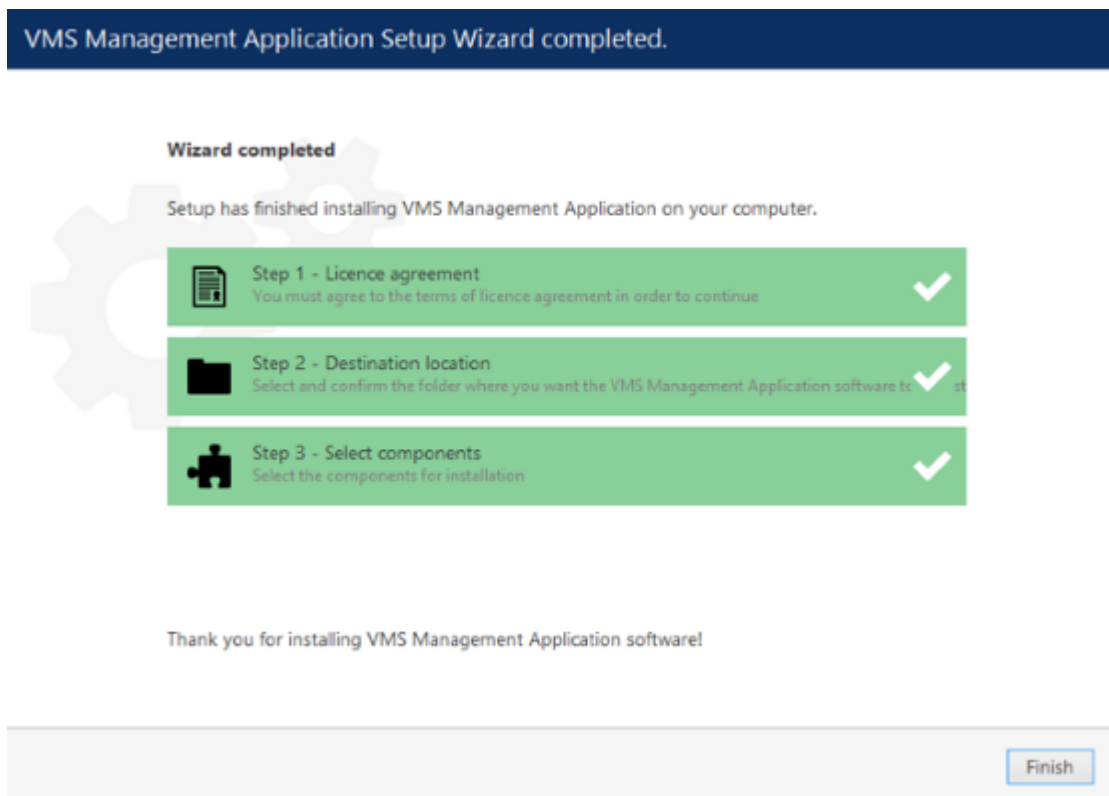 VMS Management Application Setup Wizard completed.
Wizard completed
Setup has finished installing VMS Management Application on your computer.
Step 1 - Licence agreement
You must agree to the terms of licence agreement in order to continue
Step 2 - Destination location
Select and confirm the folder where you want the VMS Management Application software
Step 3 - Select components
Select the components for installation
Thank you for installing VMS Management Application software!
Finish